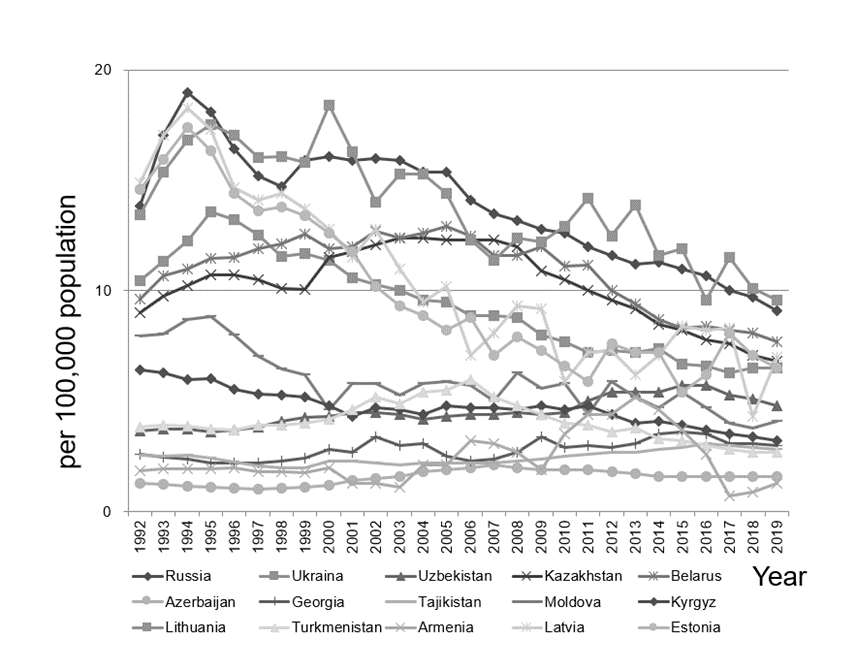 20
10
0
per 100,000 population
1992 1993 1994 1995 1996 1997 1998 1999 2000 2001 2002 2003 2004 2005 2006 2007 2008 2009 2010 2011 2012 2013 2014 2015 2016 2017 2018 2019
Year
Russia Ukraina Uzbekistan Kazakhstan Belarus
Azerbaijan Georgia Tajikistan Moldova Kyrgyz
Lithuania Turkmenistan Armenia Latvia Estonia